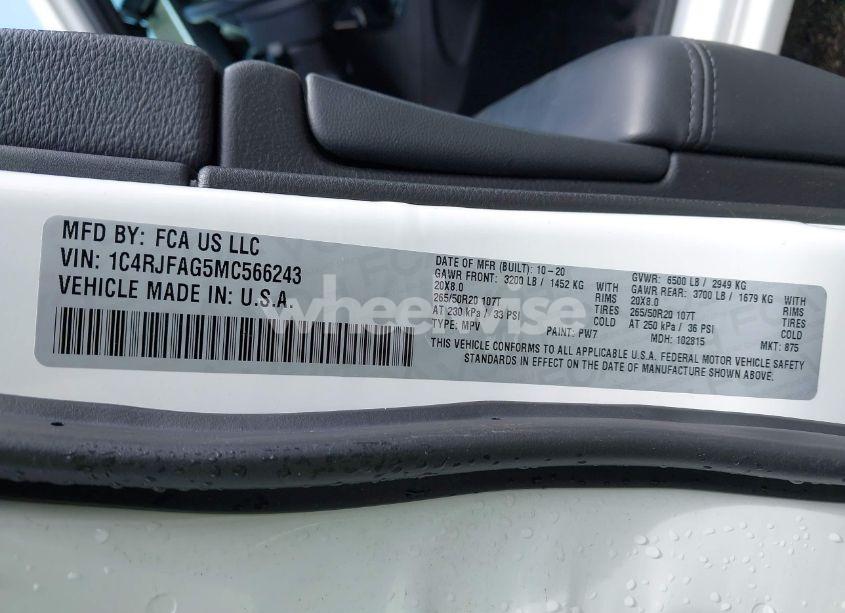 MFD BY: FCA US LLC
VIN: 1C4RJFAG5MC566243
VEHICLE MADE IN: U.S.A.
DATE OF MFR (BUILT): 10-20
GAWR FRONT: 3200 LB / 1452 KG WITH
20X8.0 RIMS
265/50R20 107T TIRES
AT 230 kPa / 33 PSI COLD
TYPE: MPV PAINT: PW7
GVWR: 6500 LB / 2949 KG
GAWR REAR: 3700 LB / 1679 KG WITH
20X8.0 RIMS
265/50R20 107T TIRES
AT 250 kPa / 36 PSI COLD
MDH: 102815 MKT: 875
THIS VEHICLE CONFORMS TO ALL APPLICABLE U.S.A. FEDERAL MOTOR VEHICLE SAFETY
STANDARDS IN EFFECT ON THE DATE OF MANUFACTURE SHOWN ABOVE.
wheelwise